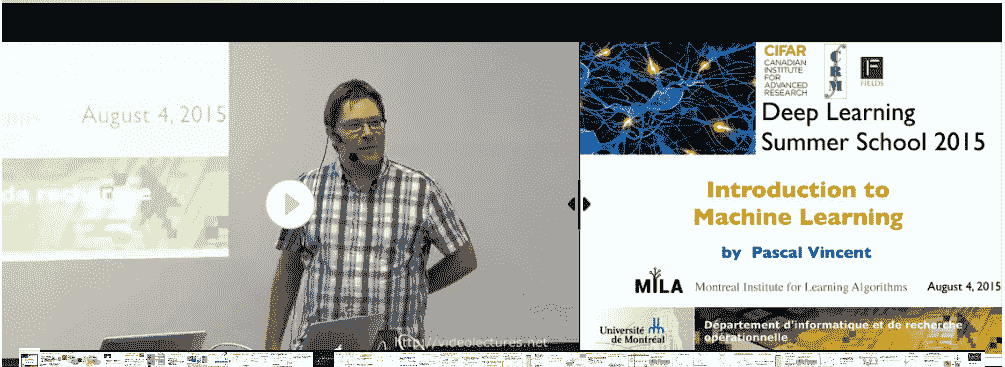 August 4, 2015
de recherche
Http://videolectures.net
CIFAR
CANADIAN
INSTITUTE
FOR
ADVANCED
RESEARCH
CRM
FIELDS
Deep Learning
Summer School 2015
Introduction to
Machine Learning
by Pascal Vincent
MILA
Montreal Institute for Learning Algorithms
August 4, 2015
Université
de Montréal
Département d'informatique et de recherche
opérationnelle